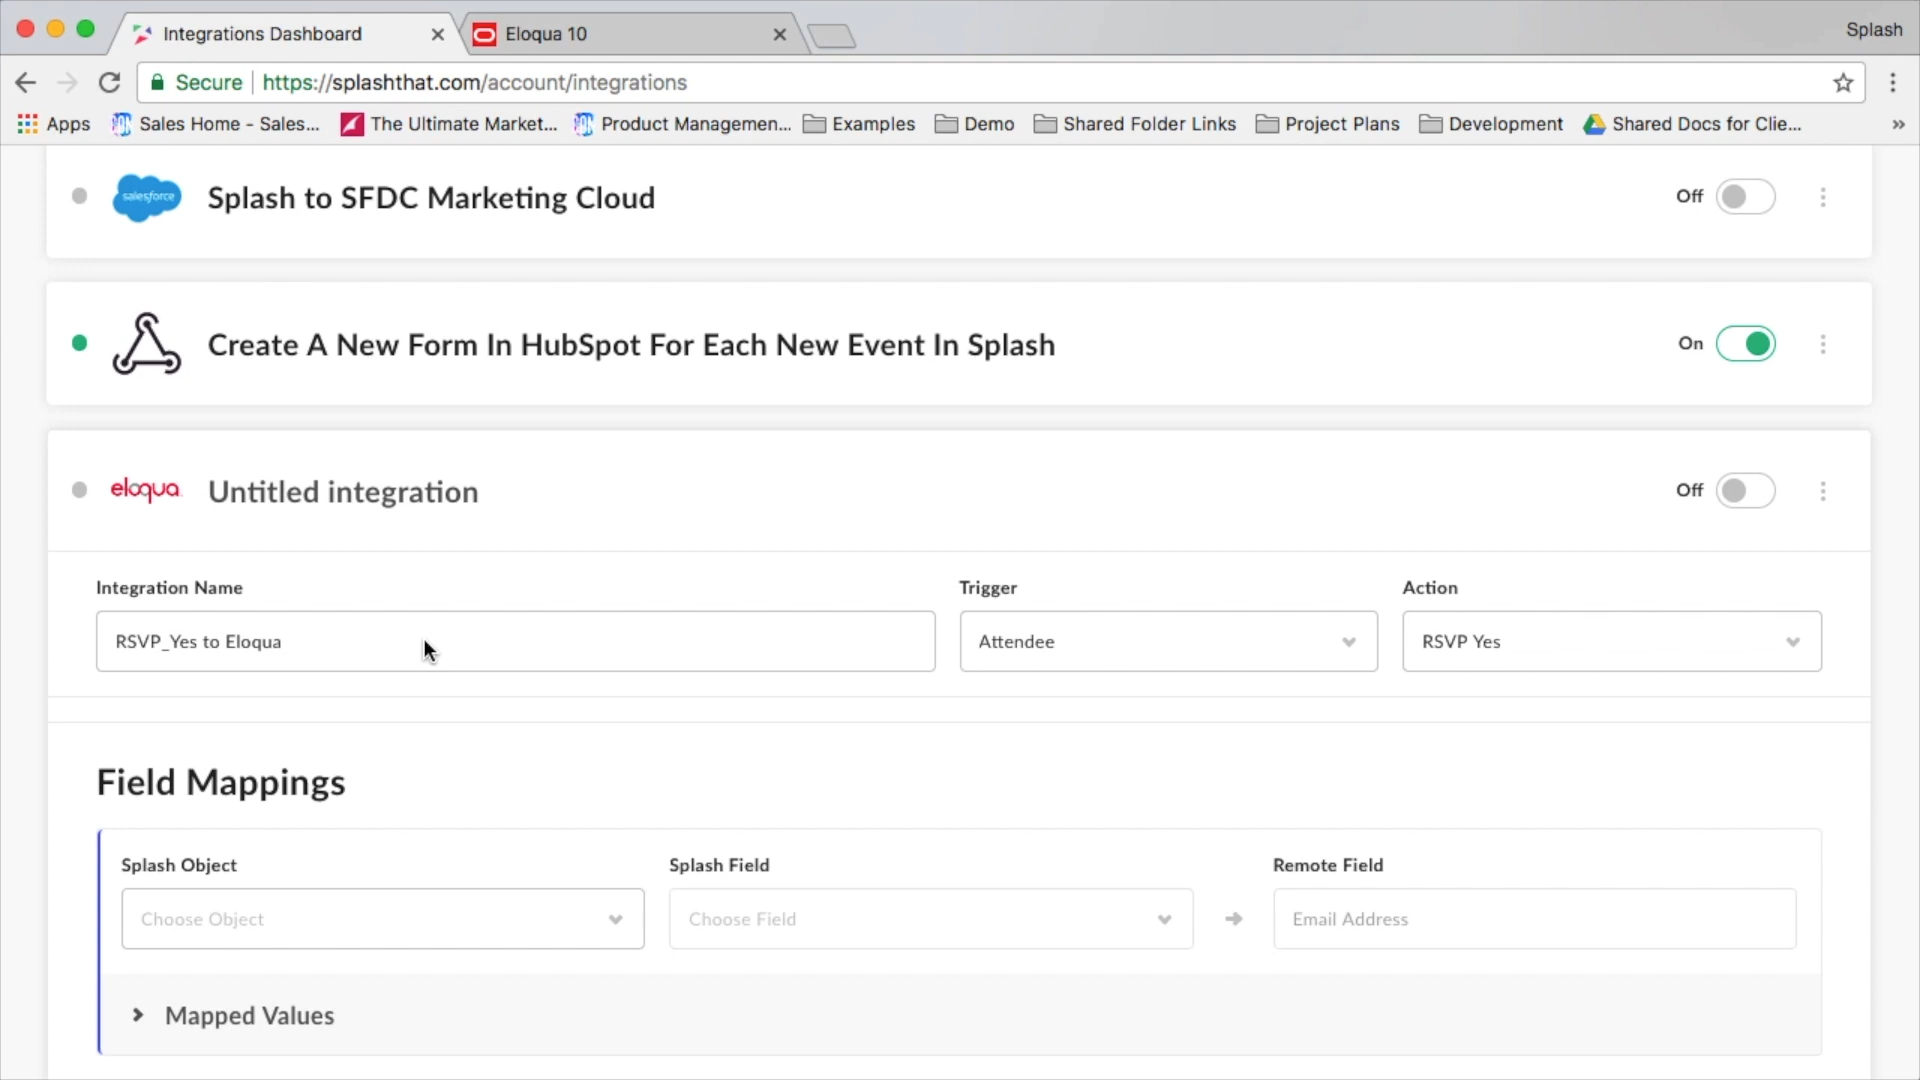 Integrations Dashboard
Eloqua 10
Splash
Secure https://splashthat.com/account/integrations
Apps Sales Home - Sales... The Ultimate Market... Product Managemen... Examples Demo Shared Folder Links Project Plans Development Shared Docs for Clie... »
salesforce Splash to SFDC Marketing Cloud Off
Create A New Form In HubSpot For Each New Event In Splash On
eloqua Untitled integration Off
Integration Name Trigger Action
RSVP_Yes to Eloqua Attendee RSVP Yes
Field Mappings
Splash Object Splash Field Remote Field
Choose Object Choose Field Email Address
Mapped Values